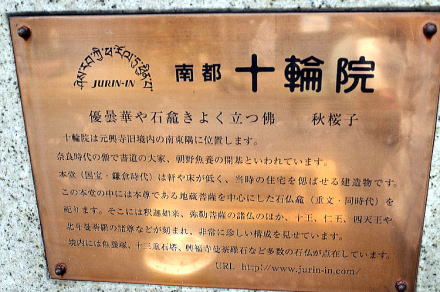 JURIN-IN
南都 十輪院
優曇華や石龕きよく立つ佛 秋桜子
十輪院は元興寺旧境内の南東隅に位置します。
奈良時代の僧で書道の大家、朝野魚養の開基といわれています。
本堂（国宝・鎌倉時代）は軒や床が低く、当時の住宅を偲ばせる建造物です。
この本堂の中には本尊である地蔵菩薩を中心にした石仏龕（重文・同時代）を
祀ります。そこには釈迦如来、弥勒菩薩の諸仏のほか、十王、仁王、四天王や
北斗曼荼羅の諸尊などが刻まれ、非常に珍しい構成を見せています。
境内には魚養塚、十三重石塔、興福寺曼荼羅石など多数の石仏が点在しています。
URL http://www.jurin-in.com/